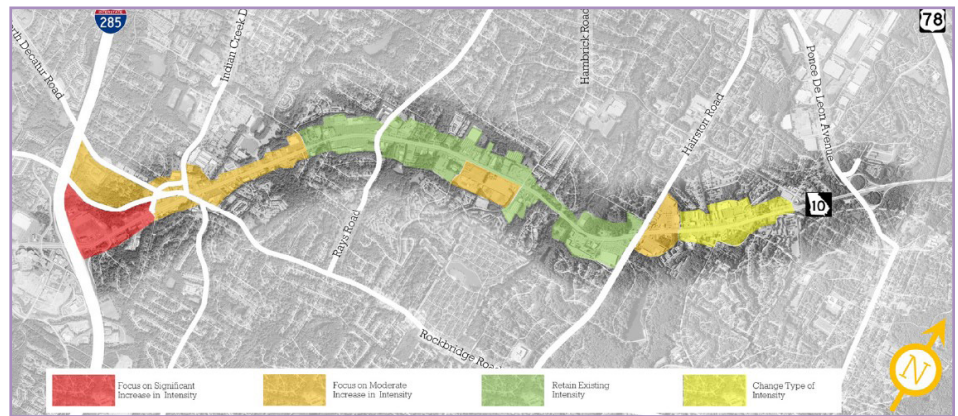 285
78
North Decatur Road
Indian Creek D
Hambrick Road
Ponce De Leon Avenue
Hairston Road
10
Rays Road
Rockbridge Road
N
Focus on Significant
Increase in Intensity
Focus on Moderate
Increase in Intensity
Retain Existing
Intensity
Change Type of
Intensity